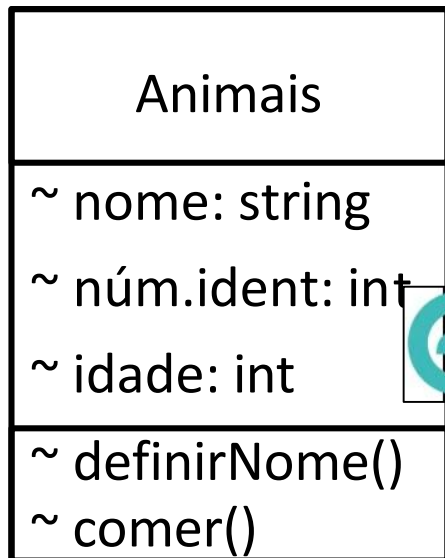 Animais
~ nome: string
~ núm.ident: int
~ idade: int
~ definirNome()
~ comer()